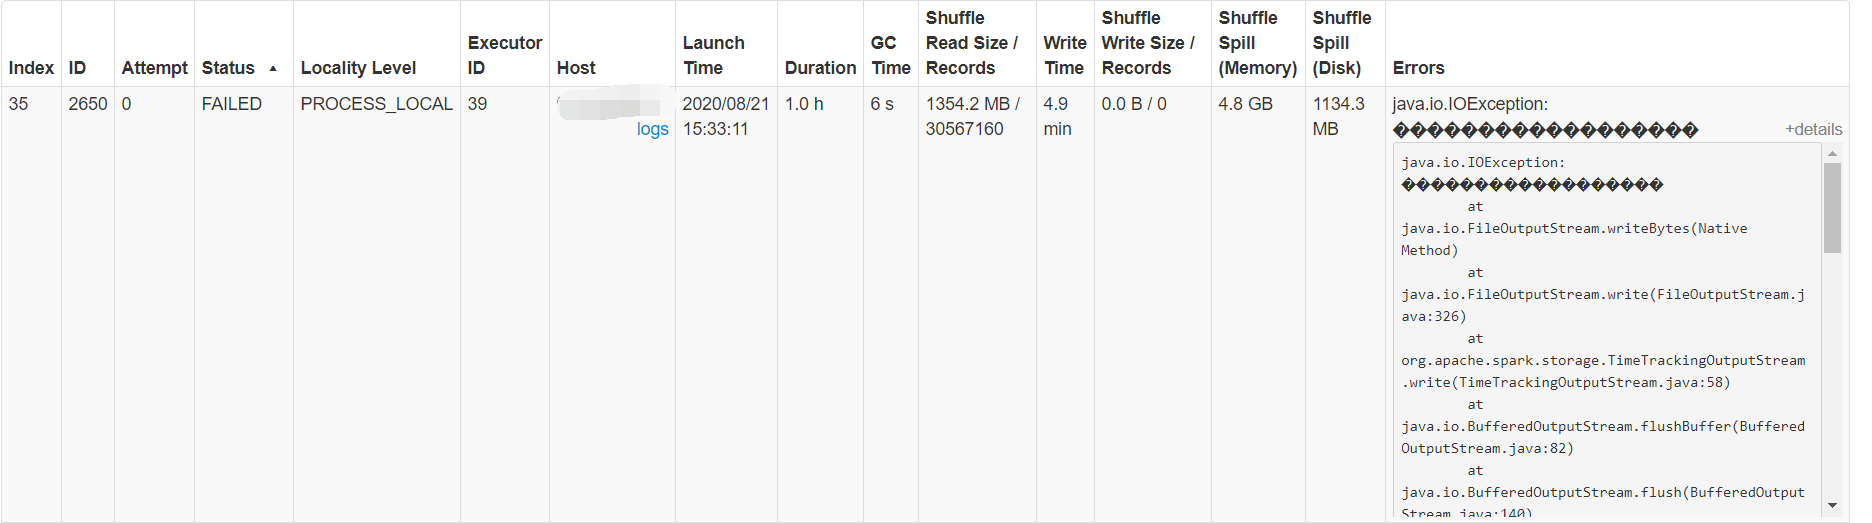 Index ID Attempt Status Locality Level Executor ID Host Launch Time Duration GC Time Shuffle Read Size / Records Write Time Shuffle Write Size / Records Shuffle Spill (Memory) Shuffle Spill (Disk) Errors
35 2650 0 FAILED PROCESS_LOCAL 39 logs 2020/08/21 15:33:11 1.0 h 6 s 1354.2 MB / 30567160 4.9 min 0.0 B / 0 4.8 GB 1134.3 MB java.io.IOException:
���������������������� +details
java.io.IOException:
����������������������
at
java.io.FileOutputStream.writeBytes(Native
Method)
at
java.io.FileOutputStream.write(FileOutputStream.j
ava:326)
at
org.apache.spark.storage.TimeTrackingOutputStream
.write(TimeTrackingOutputStream.java:58)
at
java.io.BufferedOutputStream.flushBuffer(Buffered
OutputStream.java:82)
at
java.io.BufferedOutputStream.flush(BufferedOutput
Stream.java:140)